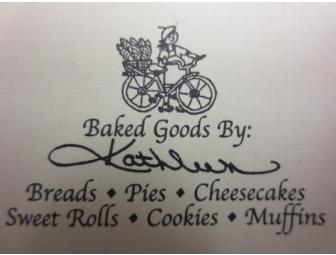 Baked Goods By:
Kathleen
Breads • Pies • Cheesecakes
Sweet Rolls • Cookies • Muffins